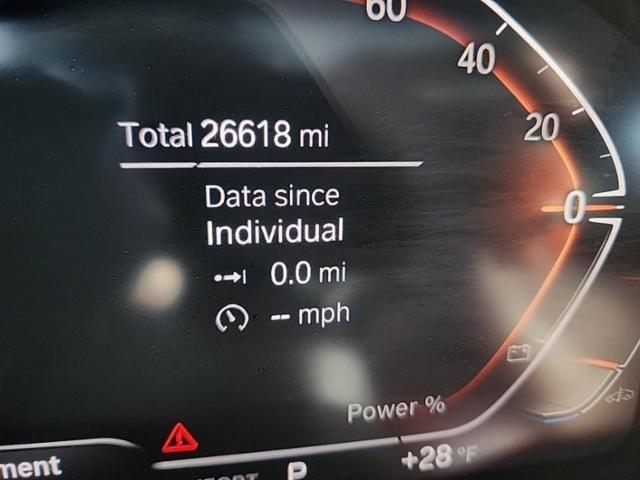 60
40
20
0
Total 26618 mi
Data since
Individual
0.0 mi
-- mph
Power %
ment
P
+28 °F